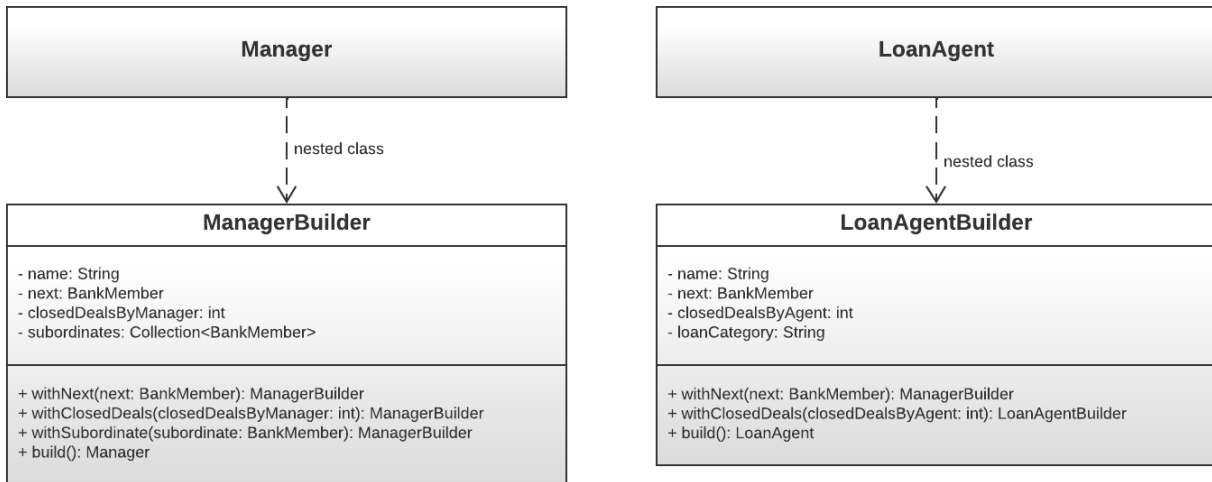 Manager
nested class
ManagerBuilder
- name: String
- next: BankMember
- closedDealsByManager: int
- subordinates: Collection<BankMember>
+ withNext(next: BankMember): ManagerBuilder
+ withClosedDeals(closedDealsByManager: int): ManagerBuilder
+ withSubordinate(subordinate: BankMember): ManagerBuilder
+ build(): Manager
LoanAgent
nested class
LoanAgentBuilder
- name: String
- next: BankMember
- closedDealsByAgent: int
- loanCategory: String
+ withNext(next: BankMember): ManagerBuilder
+ withClosedDeals(closedDealsByAgent: int): LoanAgentBuilder
+ build(): LoanAgent